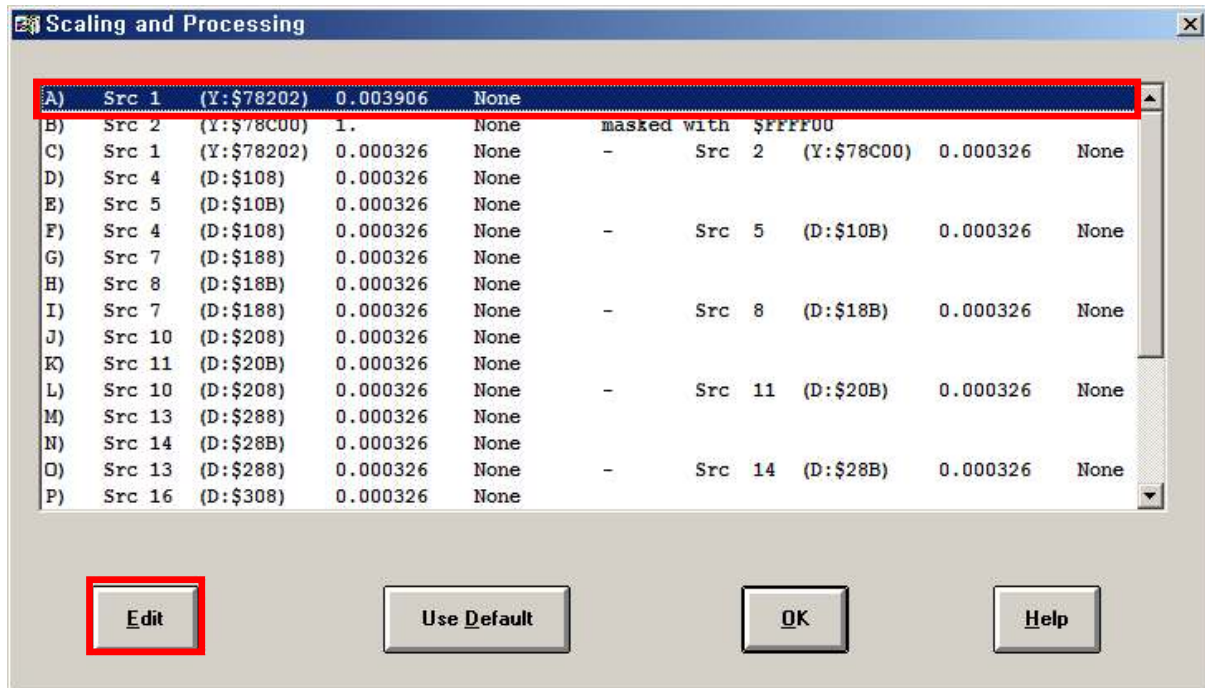 Scaling and Processing
A) Src 1 (Y:$78202) 0.003906 None
B) Src 2 (Y:$78C00) 1. None masked with $FFFF00
C) Src 1 (Y:$78202) 0.000326 None - Src 2 (Y:$78C00) 0.000326 None
D) Src 4 (D:$108) 0.000326 None
E) Src 5 (D:$10B) 0.000326 None
F) Src 4 (D:$108) 0.000326 None - Src 5 (D:$10B) 0.000326 None
G) Src 7 (D:$188) 0.000326 None
H) Src 8 (D:$18B) 0.000326 None
I) Src 7 (D:$188) 0.000326 None - Src 8 (D:$18B) 0.000326 None
J) Src 10 (D:$208) 0.000326 None
K) Src 11 (D:$20B) 0.000326 None
L) Src 10 (D:$208) 0.000326 None - Src 11 (D:$20B) 0.000326 None
M) Src 13 (D:$288) 0.000326 None
N) Src 14 (D:$28B) 0.000326 None
O) Src 13 (D:$288) 0.000326 None - Src 14 (D:$28B) 0.000326 None
P) Src 16 (D:$308) 0.000326 None
Edit Use Default OK Help